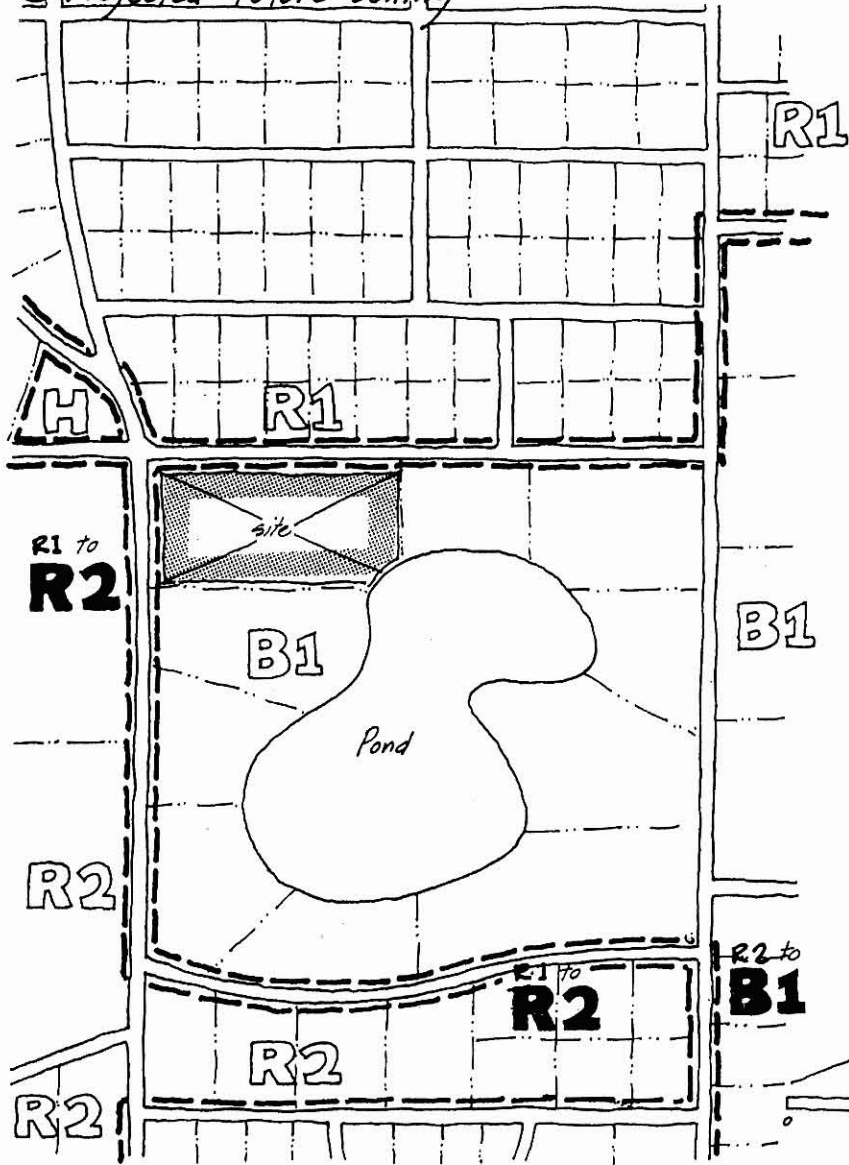 Projected future zoning
R1
H
R1
site
R1 to
R2
B1
B1
Pond
R2
R1 to
R2
R2 to
B1
R2
R2